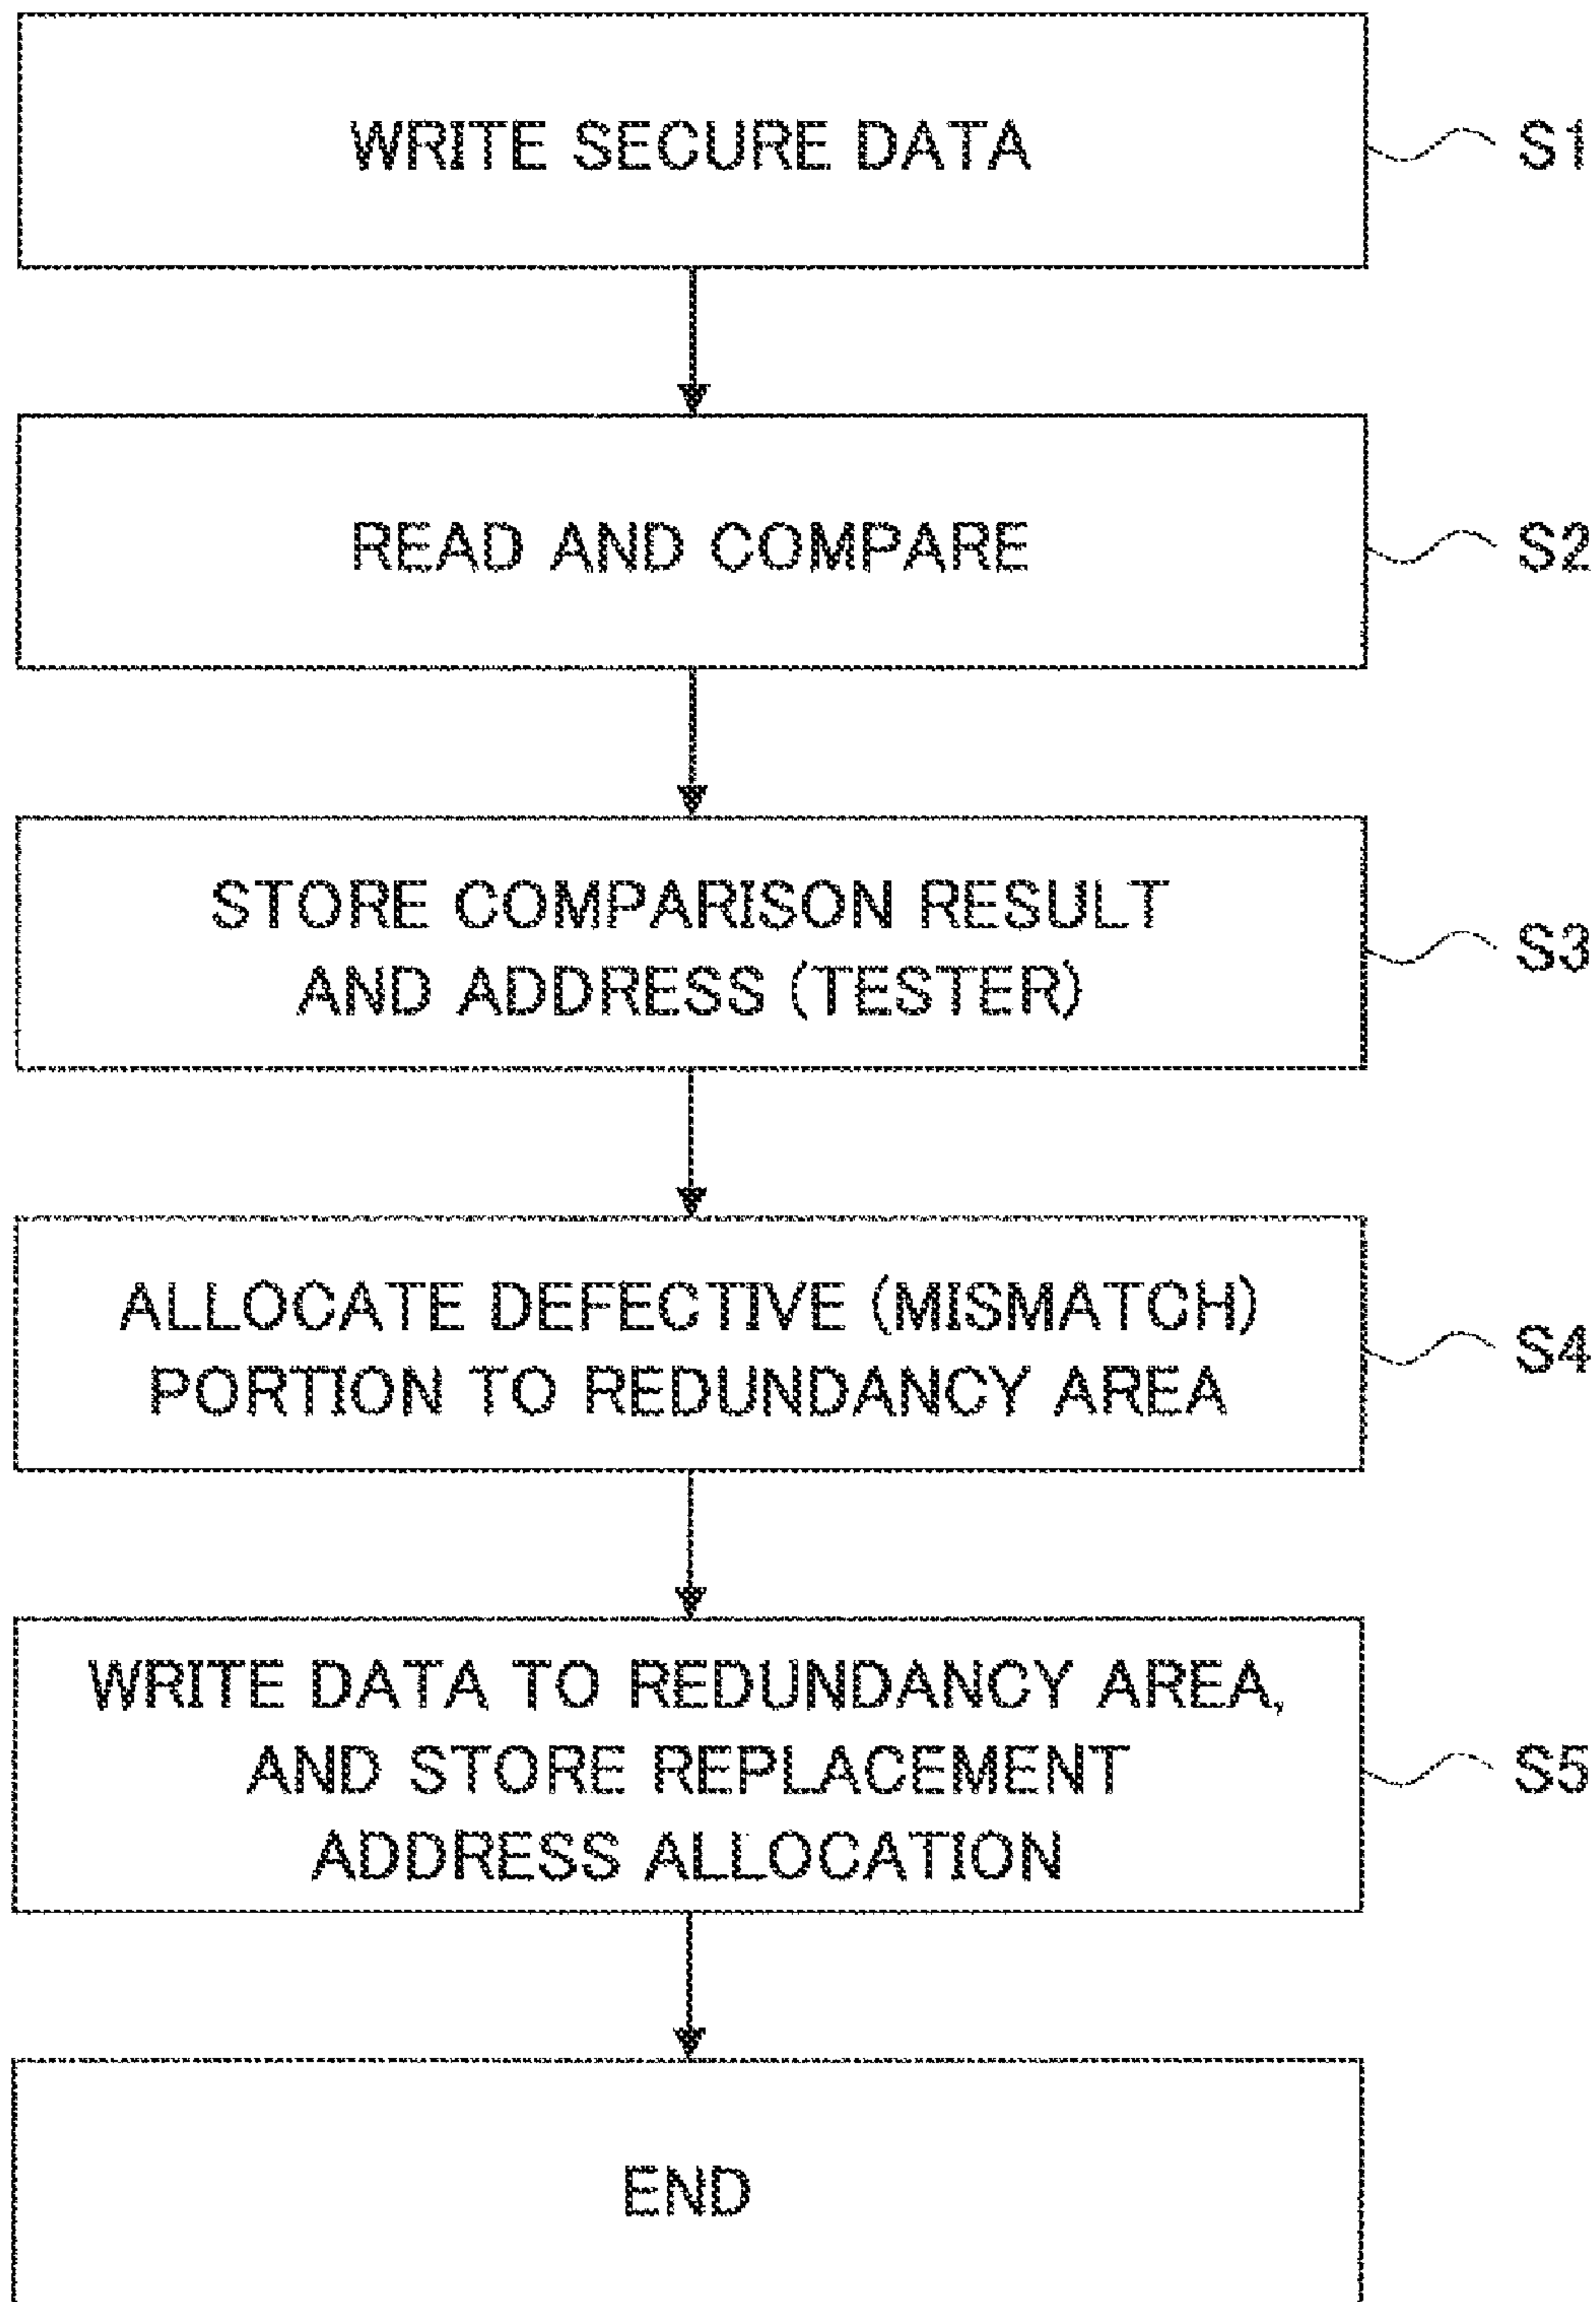 WRITE SECURE DATA
S1
READ AND COMPARE
S2
STORE COMPARISON RESULT
AND ADDRESS (TESTER)
S3
ALLOCATE DEFECTIVE (MISMATCH)
PORTION TO REDUNDANCY AREA
S4
WRITE DATA TO REDUNDANCY AREA,
AND STORE REPLACEMENT
ADDRESS ALLOCATION
S5
END